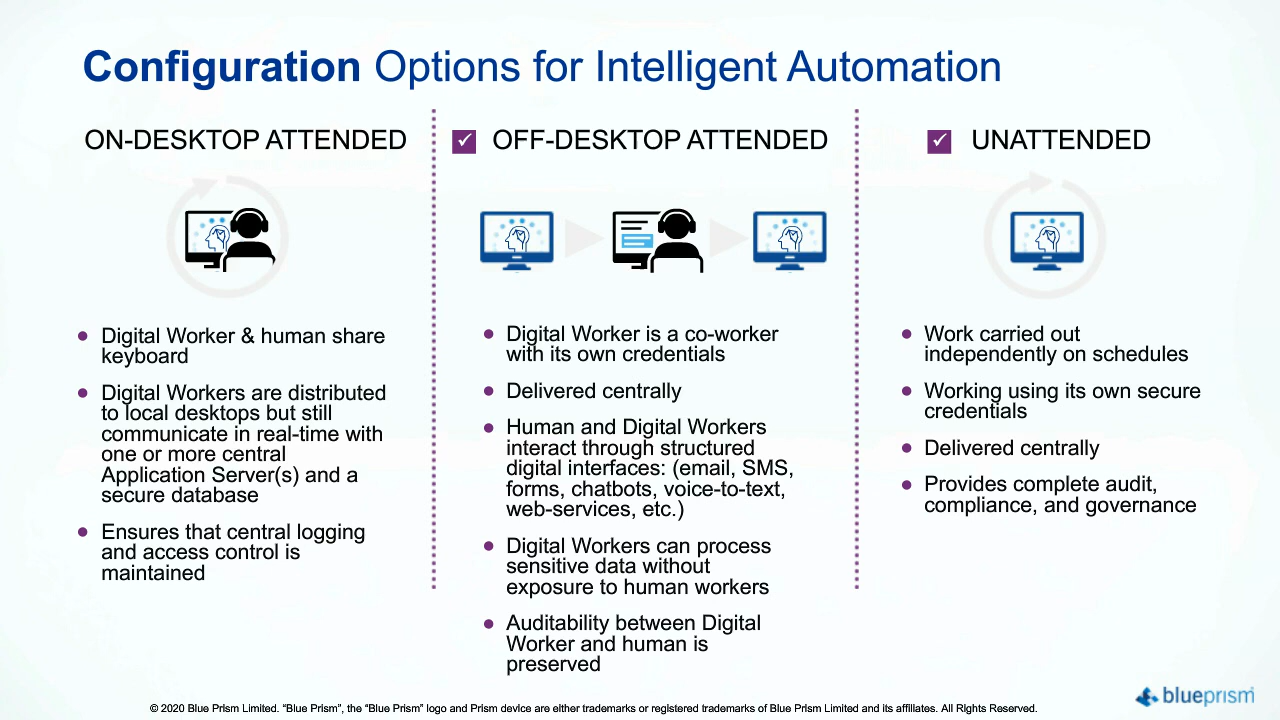 Configuration Options for Intelligent Automation
ON-DESKTOP ATTENDED
Digital Worker & human share
keyboard
Digital Workers are distributed
to local desktops but still
communicate in real-time with
one or more central
Application Server(s) and a
secure database
Ensures that central logging
and access control is
maintained
OFF-DESKTOP ATTENDED
Digital Worker is a co-worker
with its own credentials
Delivered centrally
Human and Digital Workers
interact through structured
digital interfaces: (email, SMS,
forms, chatbots, voice-to-text,
web-services, etc.)
Digital Workers can process
sensitive data without
exposure to human workers
Auditability between Digital
Worker and human is
preserved
UNATTENDED
Work carried out
independently on schedules
Working using its own secure
credentials
Delivered centrally
Provides complete audit,
compliance, and governance
blueprism
© 2020 Blue Prism Limited. “Blue Prism”, the “Blue Prism” logo and Prism device are either trademarks or registered trademarks of Blue Prism Limited and its affiliates. All Rights Reserved.